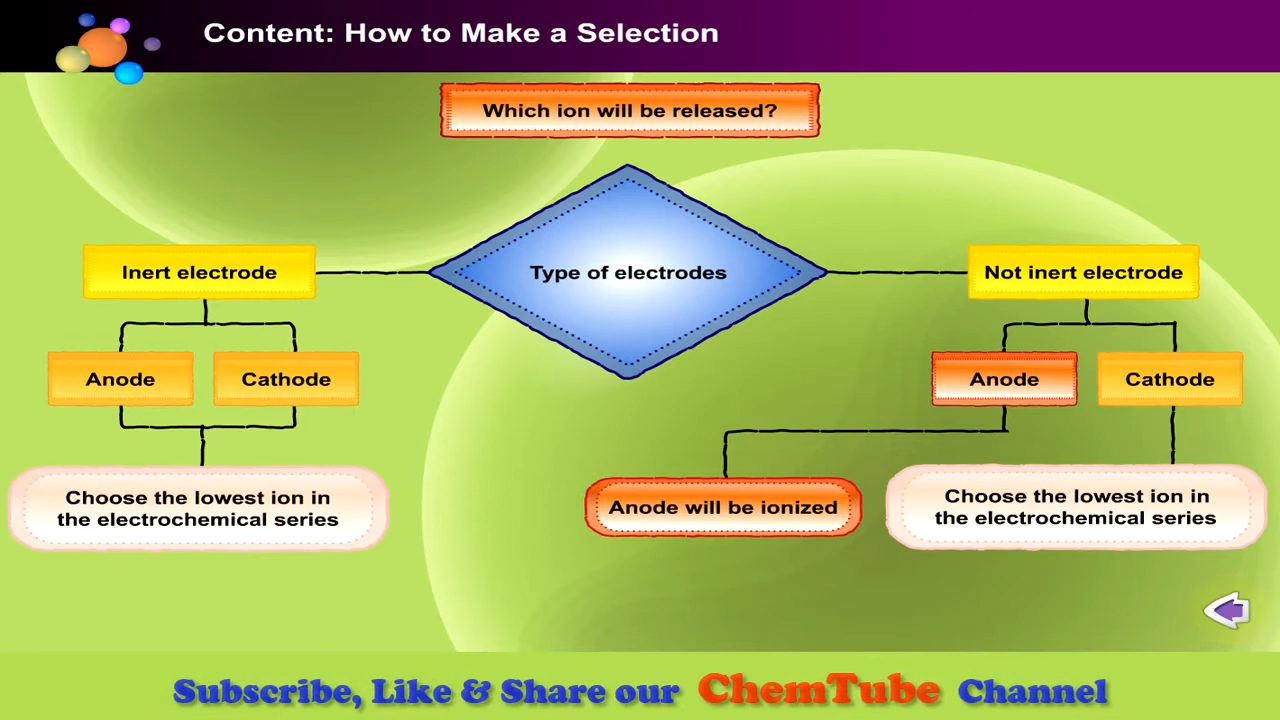 Content: How to Make a Selection
Which ion will be released?
Type of electrodes
Inert electrode
Not inert electrode
Anode
Cathode
Anode
Cathode
Choose the lowest ion in
the electrochemical series
Anode will be ionized
Choose the lowest ion in
the electrochemical series
Subscribe, Like & Share our ChemTube Channel